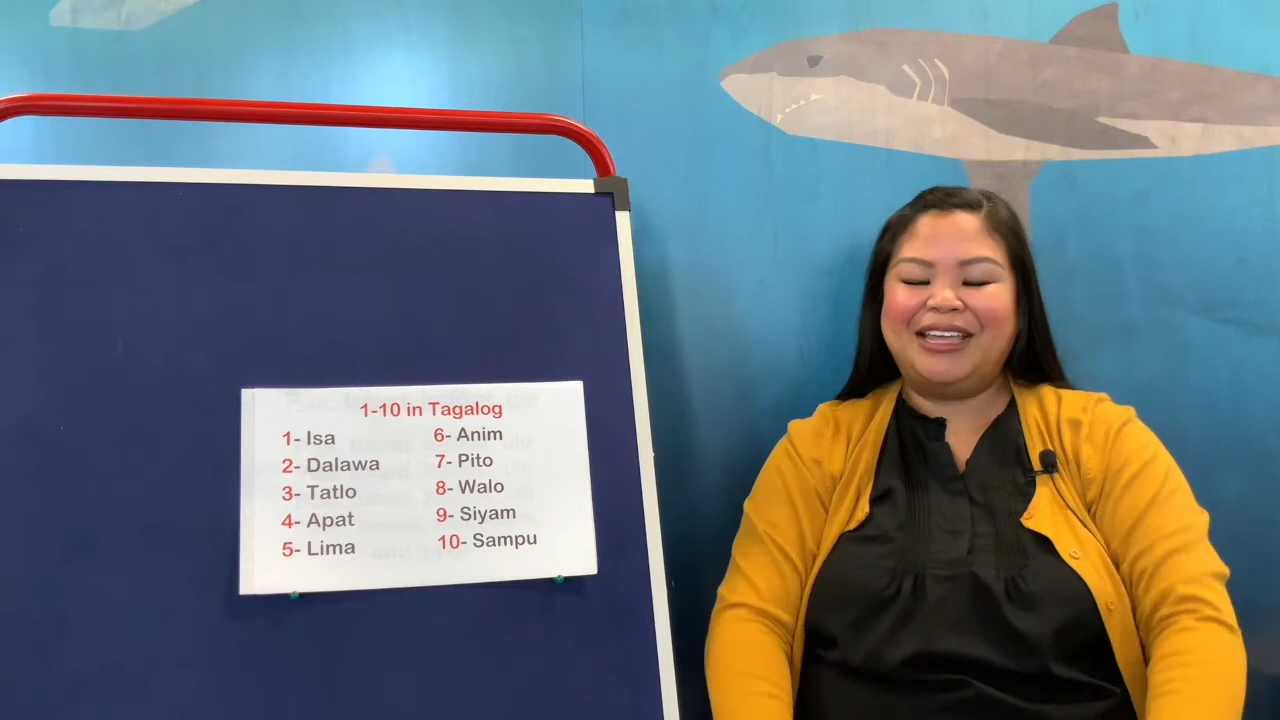 1-10 in Tagalog
1- Isa
2- Dalawa
3- Tatlo
4- Apat
5- Lima
6- Anim
7- Pito
8- Walo
9- Siyam
10- Sampu